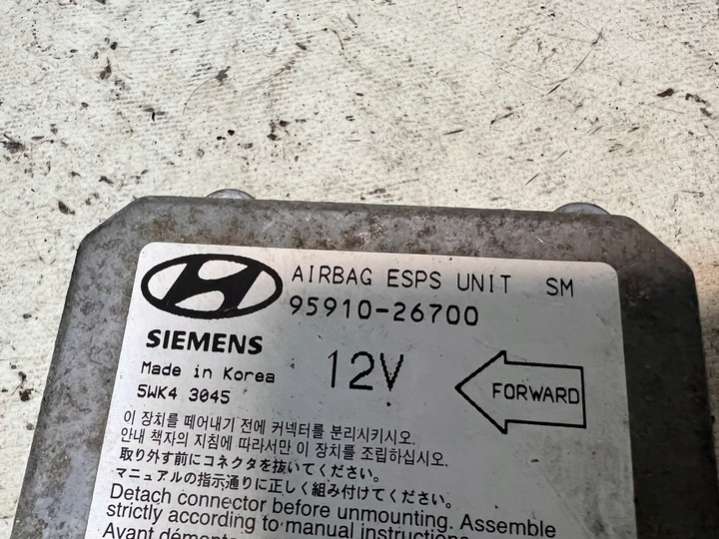 AIRBAG ESPS UNIT SM
95910-26700
SIEMENS
12V
Made in Korea
FORWARD
5WK4 3045
이 장치를 떼어내기 전에 커넥터를 분리시키시오.
안내 책자의 지침에 따라서만 이 장치를 조립하십시오.
取り外す前にコネクタを抜いてください。
マニュアルの指示通りに正しく組み付けてください。
Detach connector before unmounting. Assemble
strictly according to manual instructions.
Avant